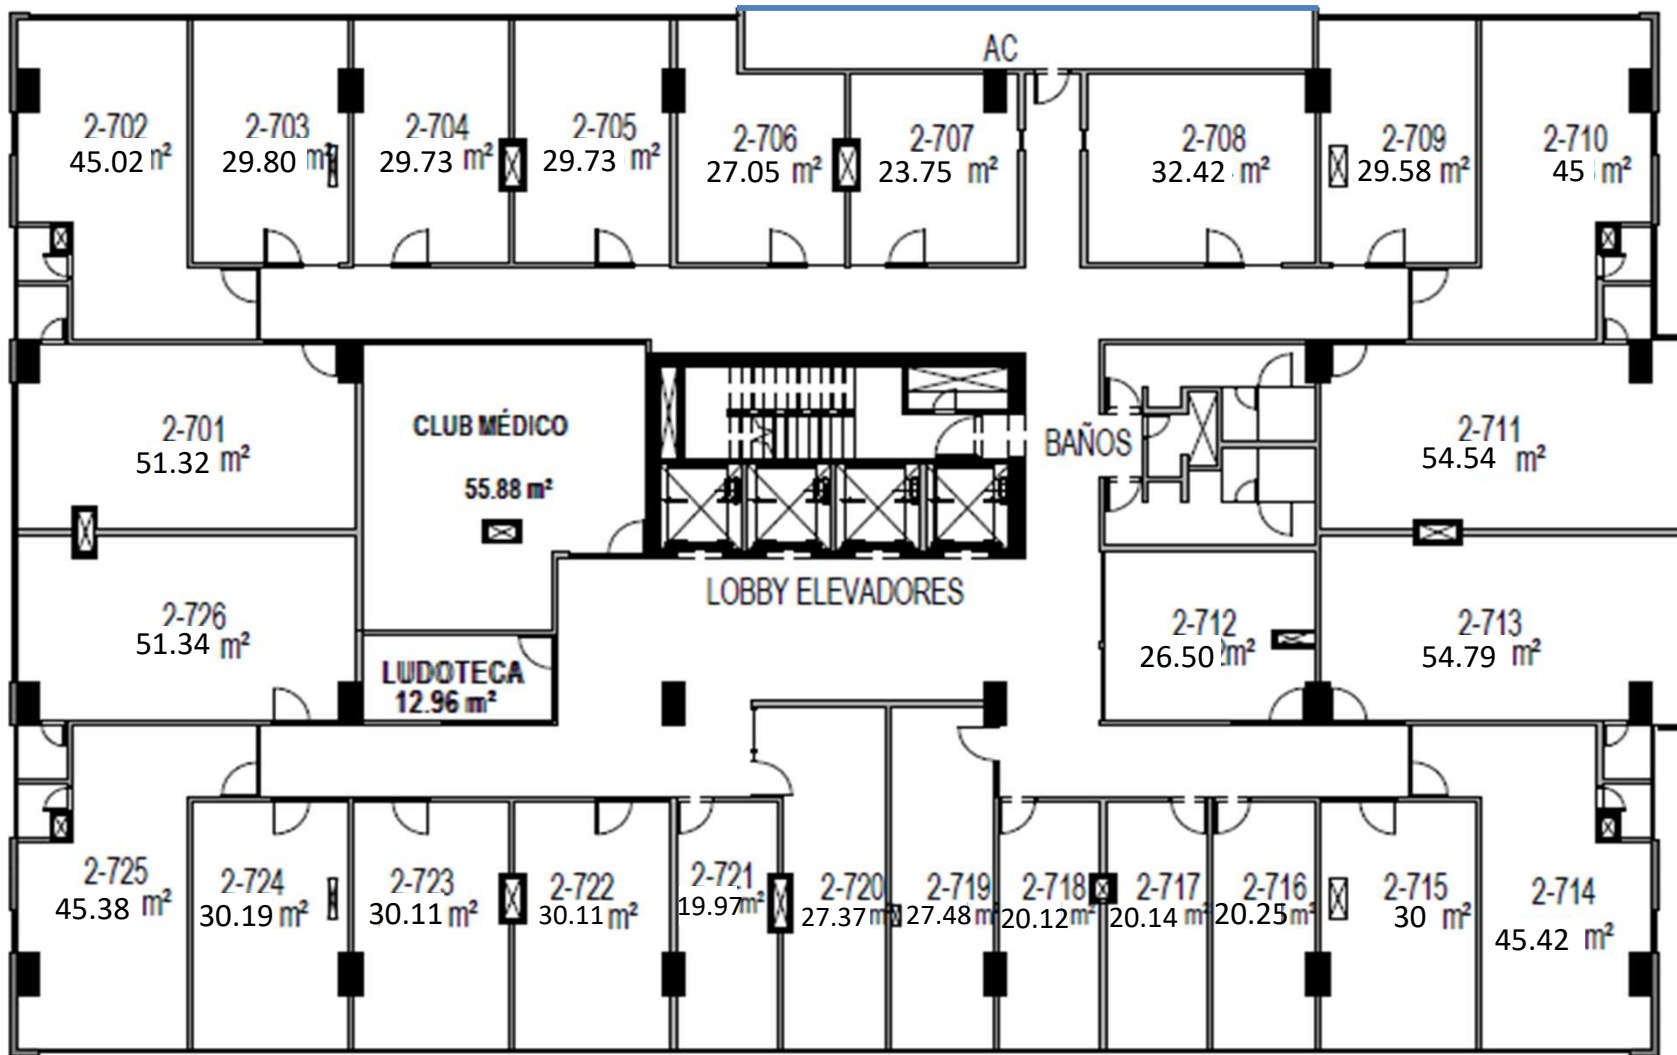 AC
2-702
45.02 m²
2-703
29.80 m²
2-704
29.73 m²
2-705
29.73 m²
2-706
27.05 m²
2-707
23.75 m²
2-708
32.42 m²
2-709
29.58 m²
2-710
45 m²
2-701
51.32 m²
CLUB MÉDICO
55.88 m²
BAÑOS
2-711
54.54 m²
LOBBY ELEVADORES
2-726
51.34 m²
LUDOTECA
12.96 m²
2-712
26.50 m²
2-713
54.79 m²
2-725
45.38 m²
2-724
30.19 m²
2-723
30.11 m²
2-722
30.11 m²
2-721
19.97 m²
2-720
27.37 m²
2-719
27.48 m²
2-718
20.12 m²
2-717
20.14 m²
2-716
20.25 m²
2-715
30 m²
2-714
45.42 m²